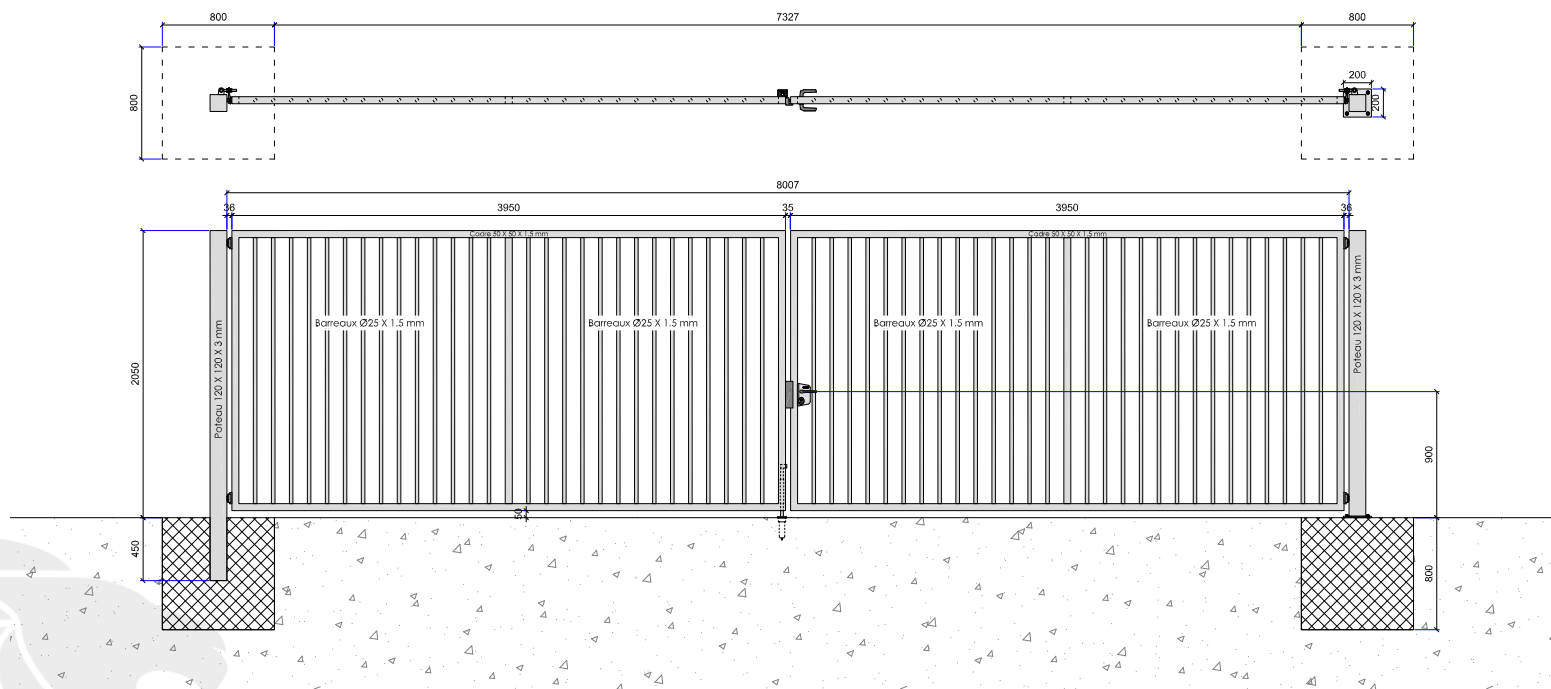 800
7327
800
800
200
200
8007
36
3950
35
3950
36
Cadre 50 X 50 X 1.5 mm
Cadre 50 X 50 X 1.5 mm
2050
Poteau 120 X 120 X 3 mm
Barreaux Ø25 X 1.5 mm
Barreaux Ø25 X 1.5 mm
Barreaux Ø25 X 1.5 mm
Barreaux Ø25 X 1.5 mm
Poteau 120 X 120 X 3 mm
900
50
450
800